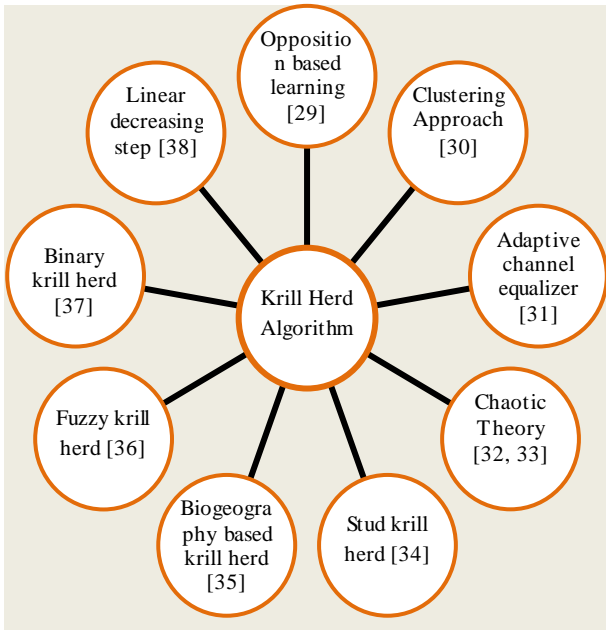 Oppositio
n based
learning
[29]
Clustering
Approach
[30]
Adaptive
channel
equalizer
[31]
Chaotic
Theory
[32, 33]
Stud krill
herd [34]
Biogeogra
phy based
krill herd
[35]
Fuzzy krill
herd [36]
Binary
krill herd
[37]
Linear
decreasing
step [38]
Krill Herd
Algorithm